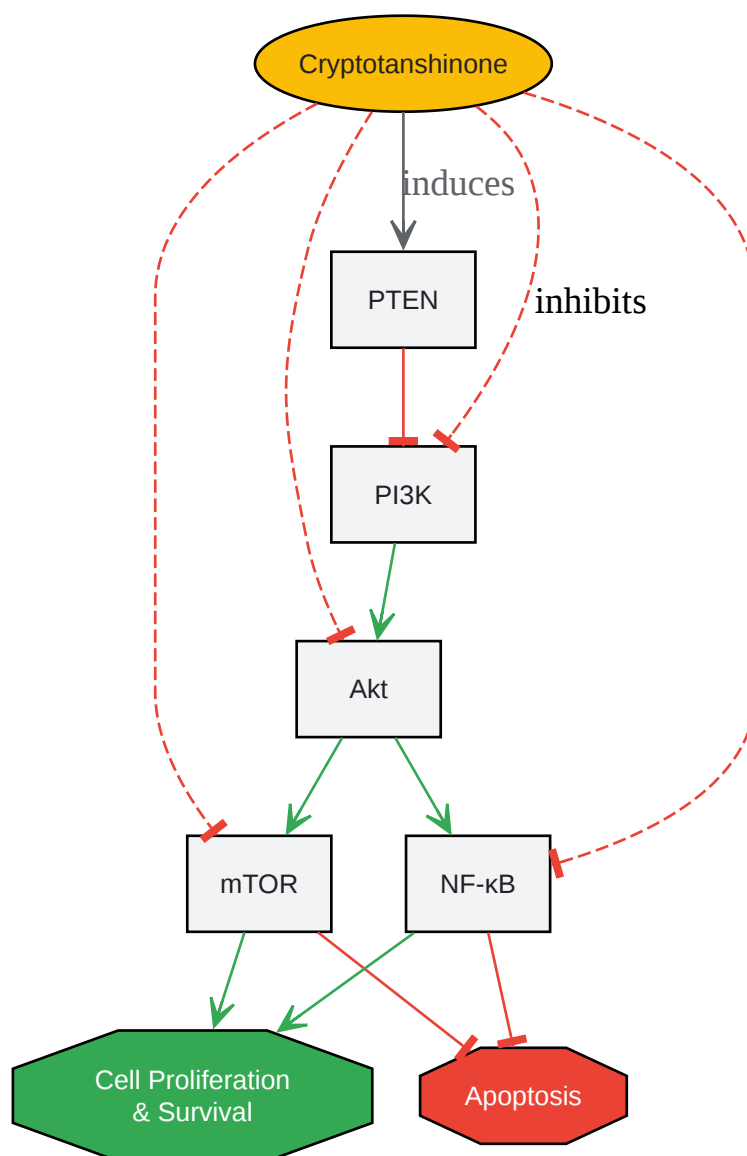 Cryptotanshinone
induces
PTEN
inhibits
PI3K
Akt
mTOR
NF-κB
Cell Proliferation
& Survival
Apoptosis